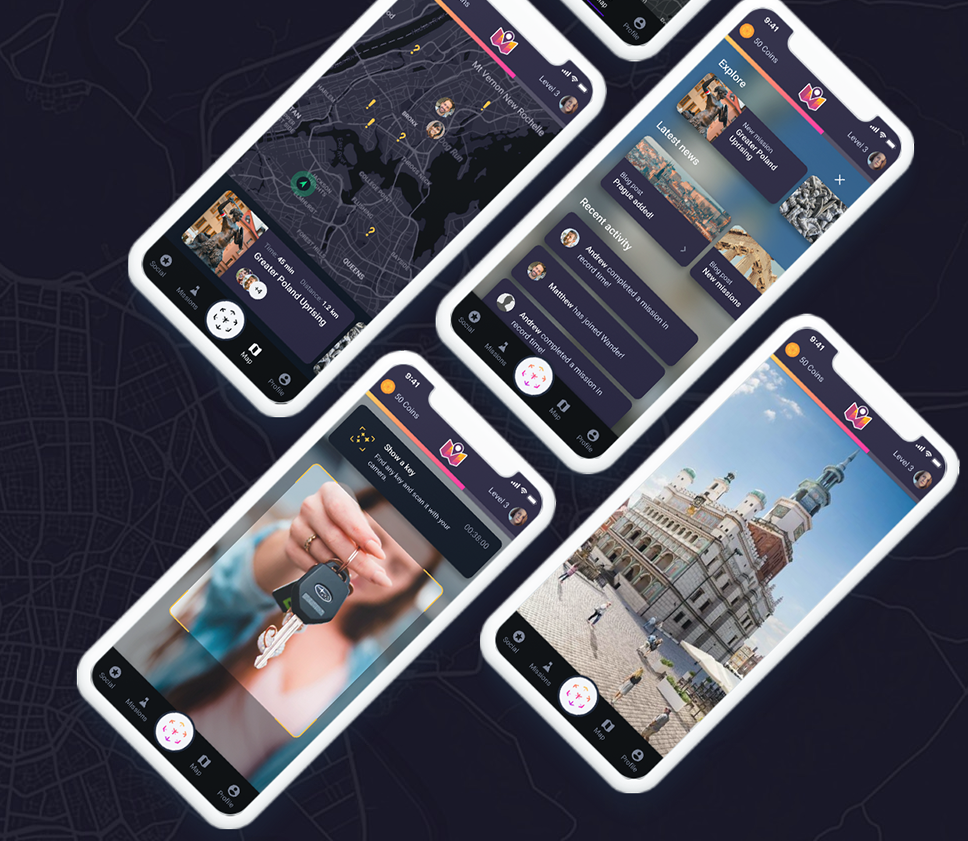 HARLEM
BRONX
QUEENS
Mt Vernon New Rochelle
Level 3
Time: 45 min
Distance: 1,2 km
Greater Poland Uprising
+4
Social
Missions
Map
Profile
Profile
9:41
50 Coins
Level 3
Explore
New mission
Greater Poland
Uprising
Latest news
Blog post
Prague added!
Blog post
New missions
Recent activity
Andrew completed a mission in
record time!
Matthew has joined Wander!
Andrew completed a mission in
record time!
Social
Missions
Map
Profile
9:41
50 Coins
Level 3
Show a key
Find any key and scan it with your
camera.
00:38:00
Social
Missions
Map
Profile
9:41
50 Coins
Level 3
Social
Missions
Map
Profile